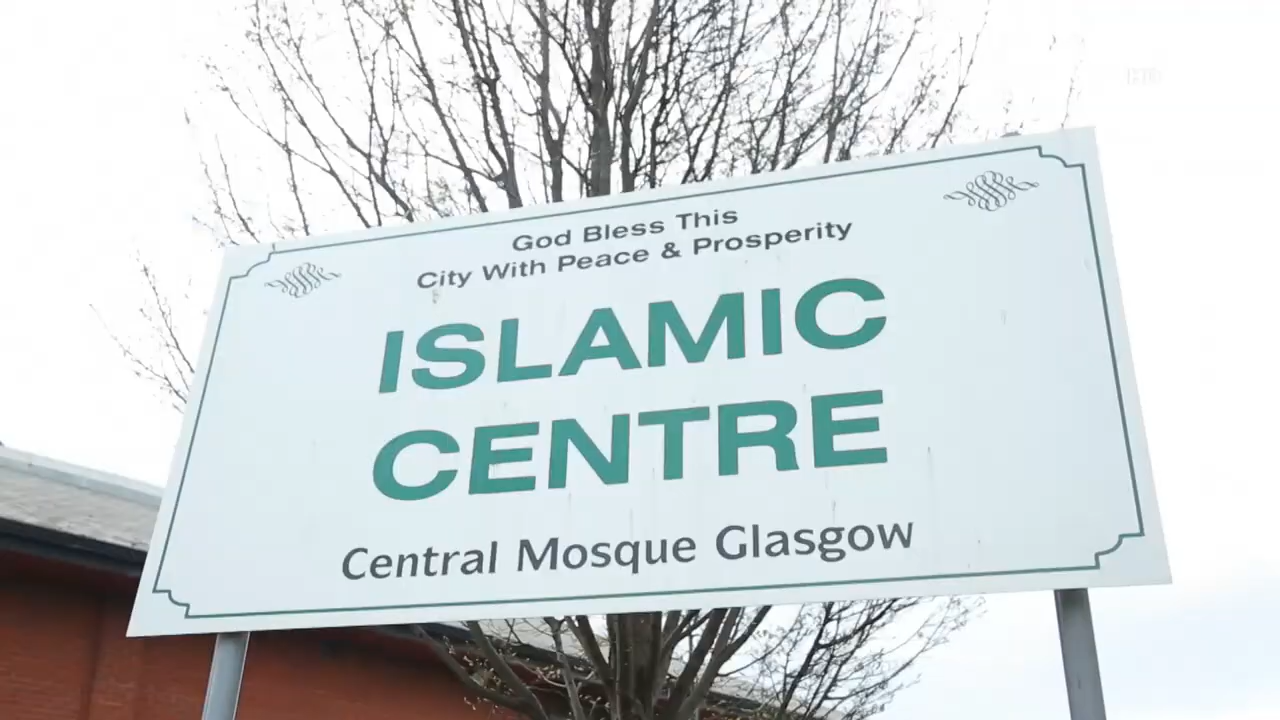 God Bless This
City With Peace & Prosperity
ISLAMIC
CENTRE
Central Mosque Glasgow